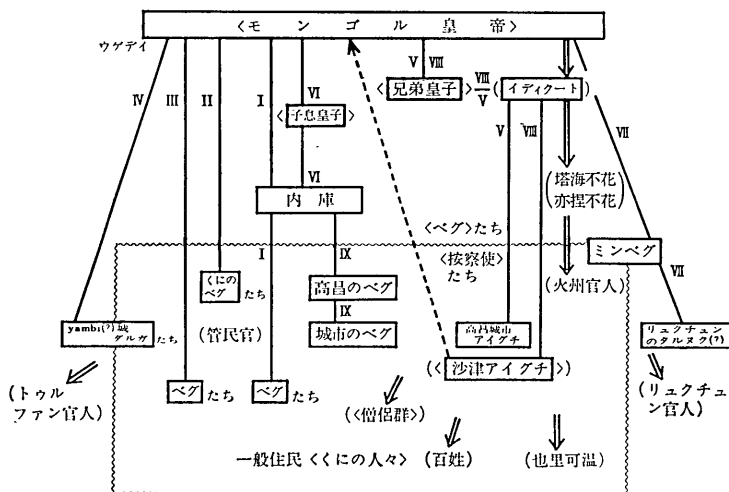 〈モンゴル皇帝〉
ウゲデイ
IV
III
II
I
VI
〈子息皇子〉
VI
V
VIII
〈兄弟皇子〉
VIII
V
(イディクート)
V
VIII
VII
内庫
(塔海不花)
(亦捏不花)
〈ベグ〉たち
〈按察使〉
たち
ミンベグ
I
IX
くにの
ベグ
たち
高昌のベグ
(火州官人)
VII
yambi(?)城
ダルガ
たち
(管民官)
IX
城市のベグ
高昌城市
アイグチ
リュクチュン
のタルヌク(?)
(〈沙津アイグチ〉)
(トゥル
ファン官人)
ベグたち
ベグたち
(〈僧侶群〉)
(リュクチュ
ン官人)
一般住民〈くにの人々〉
(百姓)
(也里可温)